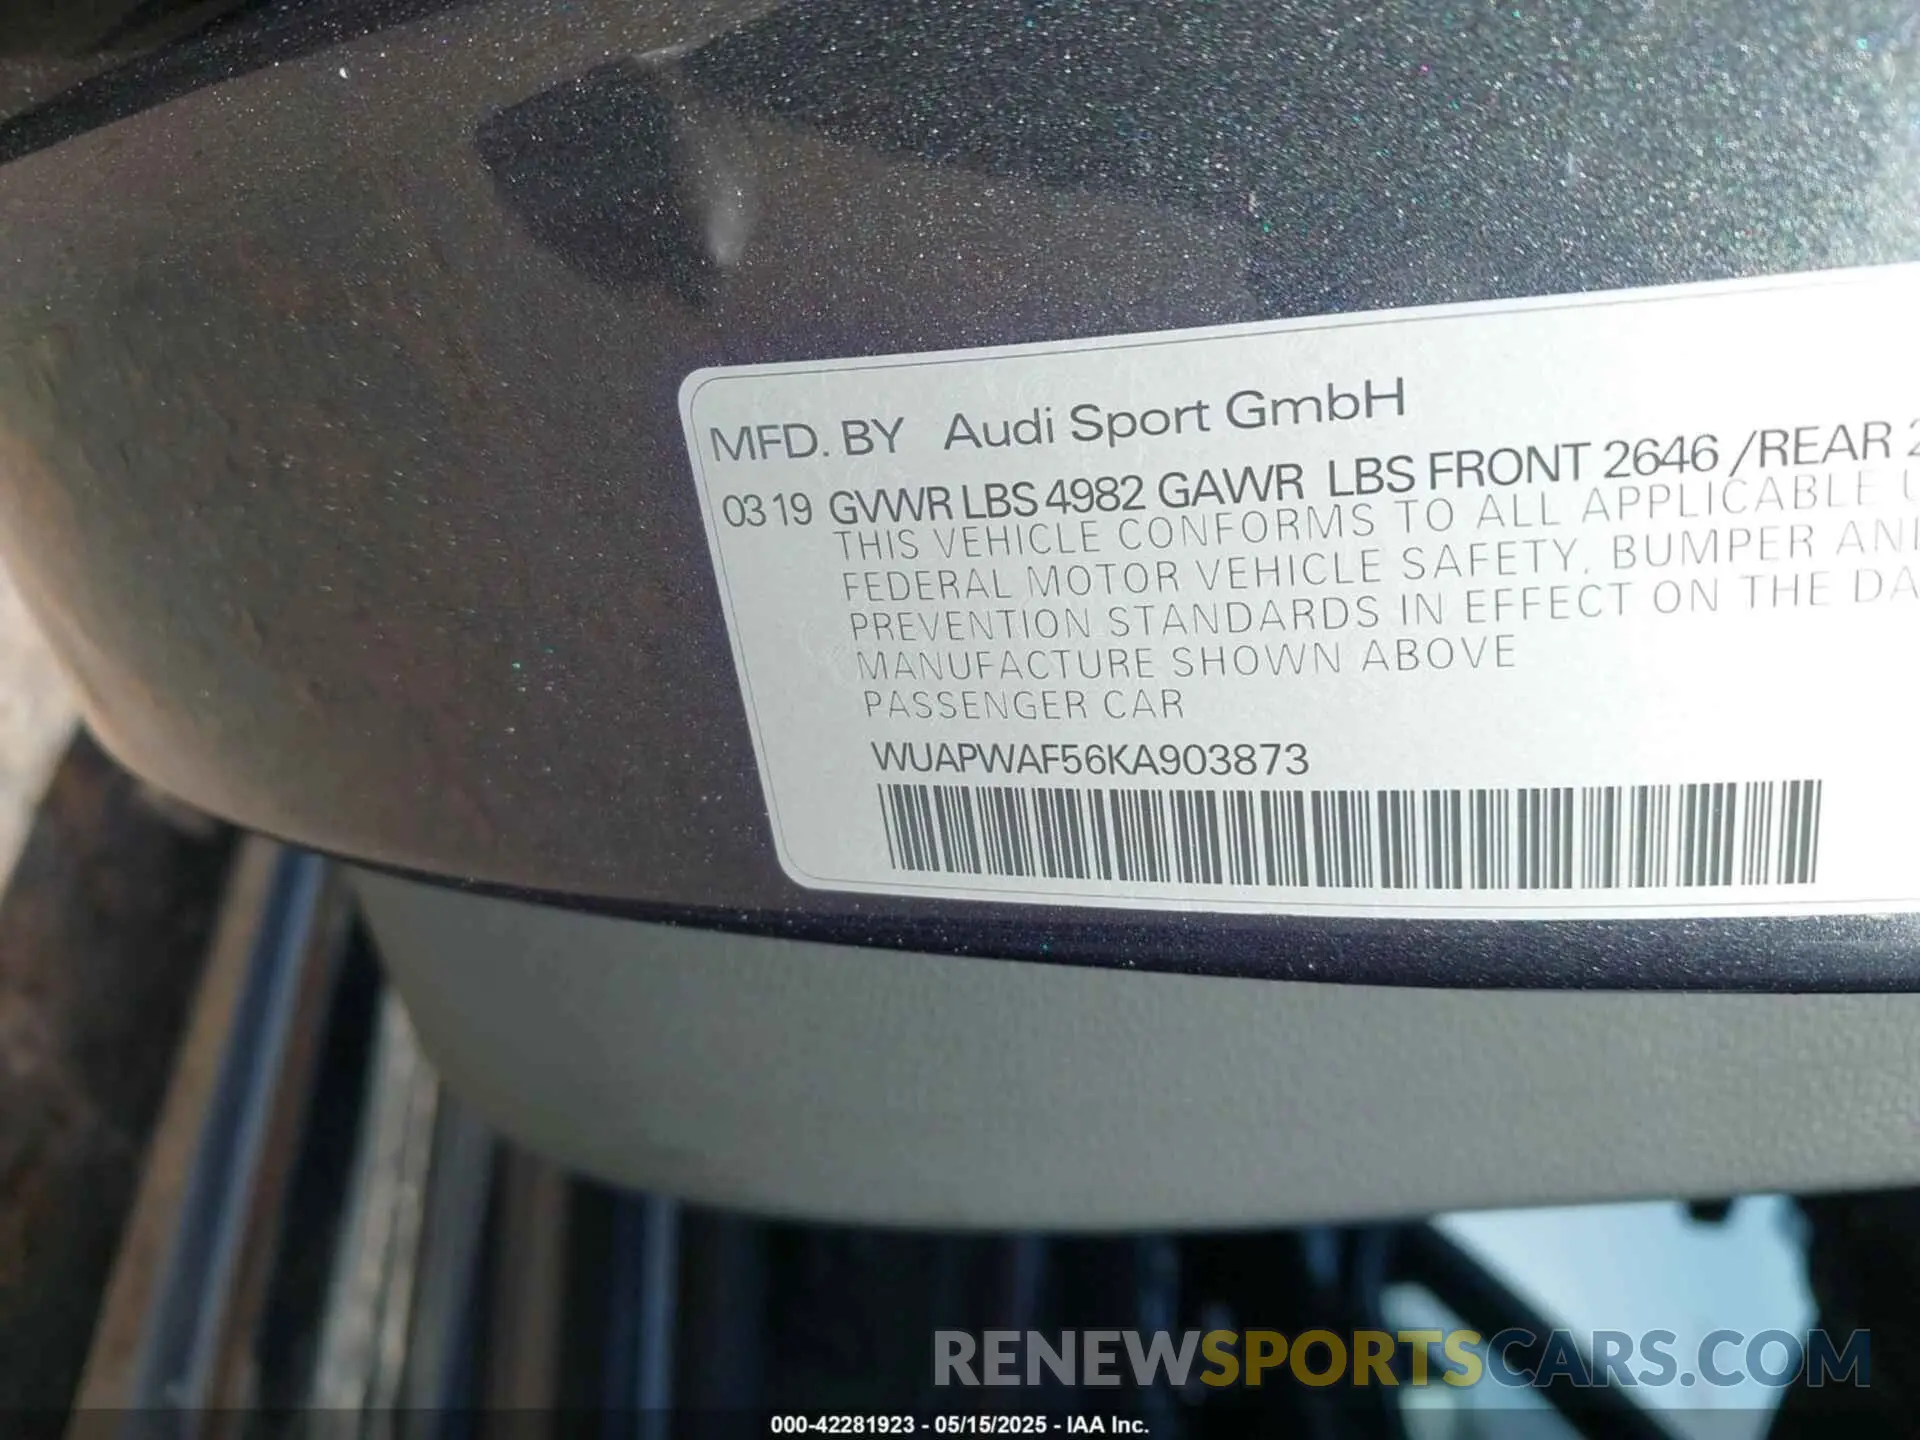 MFD. BY Audi Sport GmbH
03 19 GVWR LBS 4982 GAWR LBS FRONT 2646 /REAR
THIS VEHICLE CONFORMS TO ALL APPLICABLE
FEDERAL MOTOR VEHICLE SAFETY, BUMPER
PREVENTION STANDARDS IN EFFECT ON THE
MANUFACTURE SHOWN ABOVE
PASSENGER CAR
WUAPWAF56KA903873
RENEWSPORTSCARS.COM
000-42281923 - 05/15/2025 - IAA Inc.